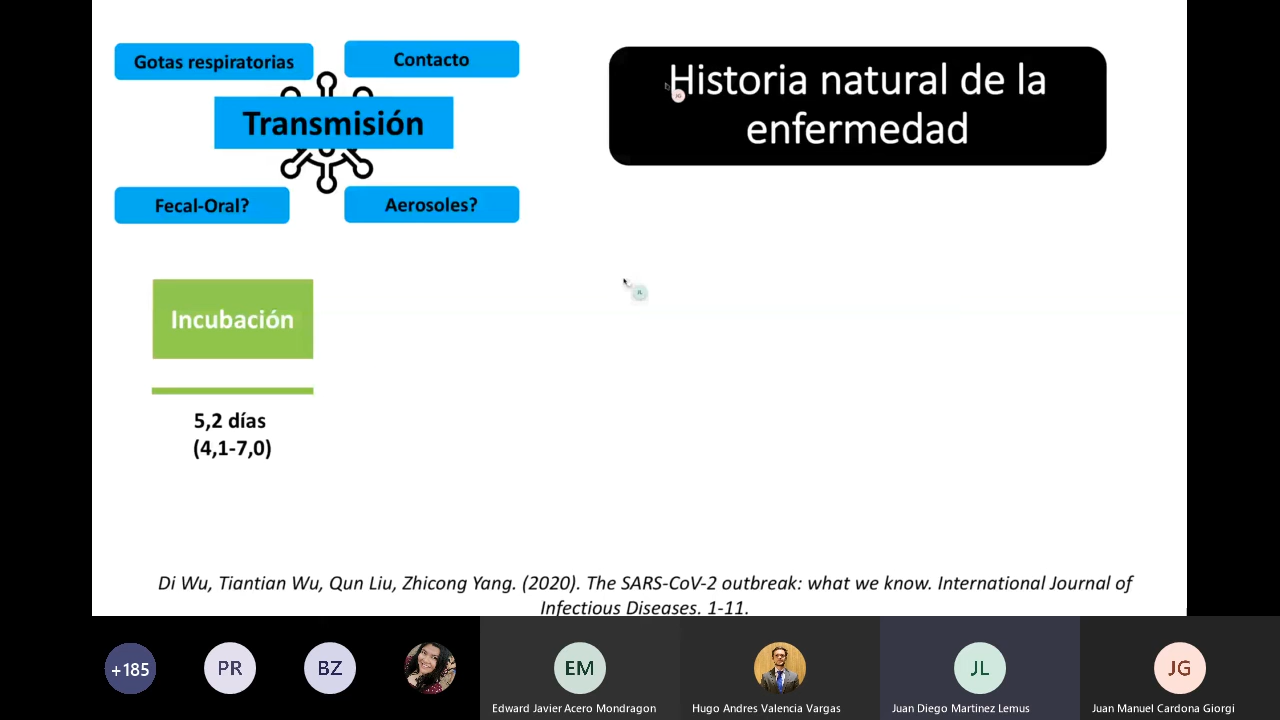 Gotas respiratorias
Contacto
Transmisión
Fecal-Oral?
Aerosoles?
Historia natural de la
enfermedad
JG
JL
Incubación
5,2 días
(4,1-7,0)
Di Wu, Tiantian Wu, Qun Liu, Zhicong Yang. (2020). The SARS-CoV-2 outbreak: what we know. International Journal of
Infectious Diseases. 1-11.
+185
PR
BZ
EM
JL
JG
Edward Javier Acero Mondragon
Hugo Andres Valencia Vargas
Juan Diego Martinez Lemus
Juan Manuel Cardona Giorgi